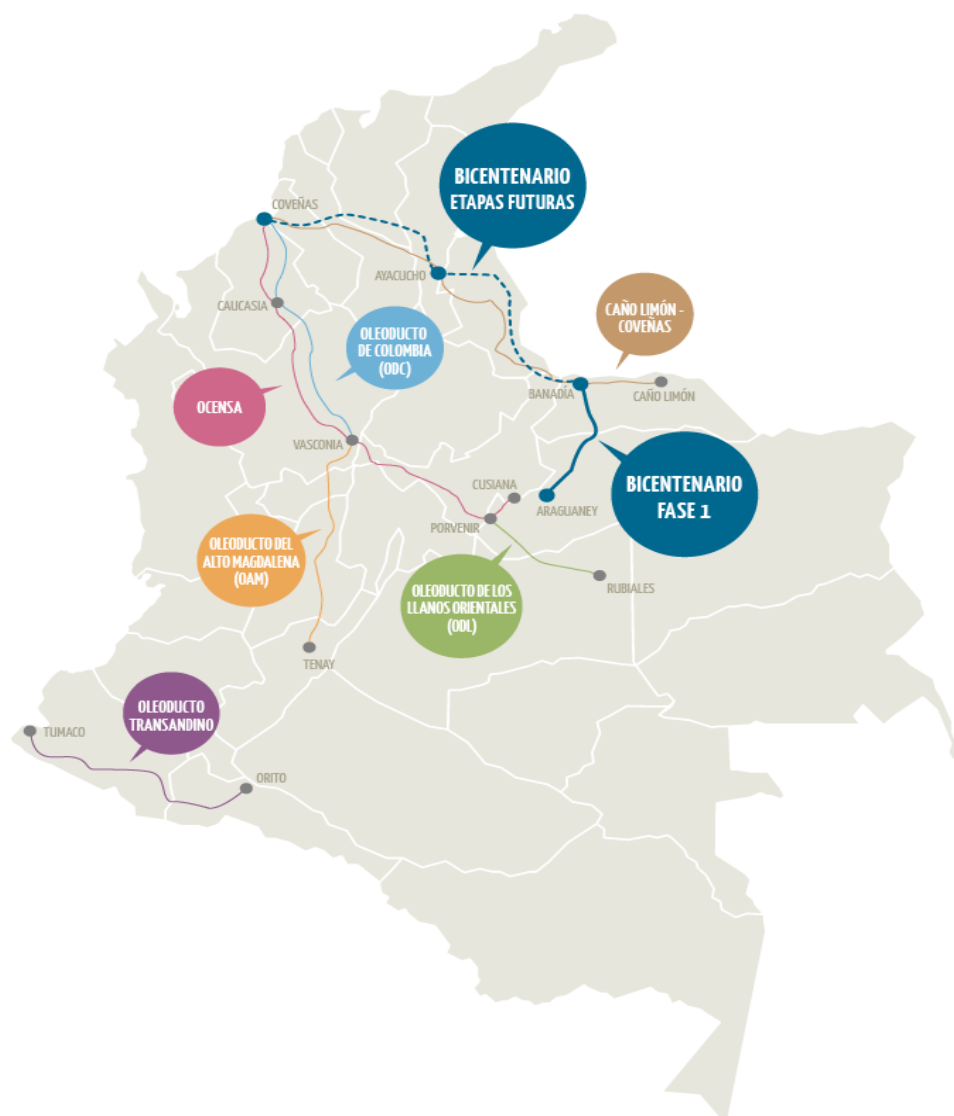 BICENTENARIO
ETAPAS FUTURAS
COVEÑAS
AYACUCHO
CAUCASIA
CAÑO LIMÓN -
COVEÑAS
OLEODUCTO
DE COLOMBIA
(ODC)
BANADÍA
CAÑO LIMÓN
OCENSA
VASCONIA
CUSIANA
BICENTENARIO
FASE 1
ARAGUANEY
PORVENIR
OLEODUCTO DEL
ALTO MAGDALENA
(OAM)
OLEODUCTO DE LOS
LLANOS ORIENTALES
(ODL)
RUBIALES
TENAY
OLEODUCTO
TRANSANDINO
TUMACO
ORITO